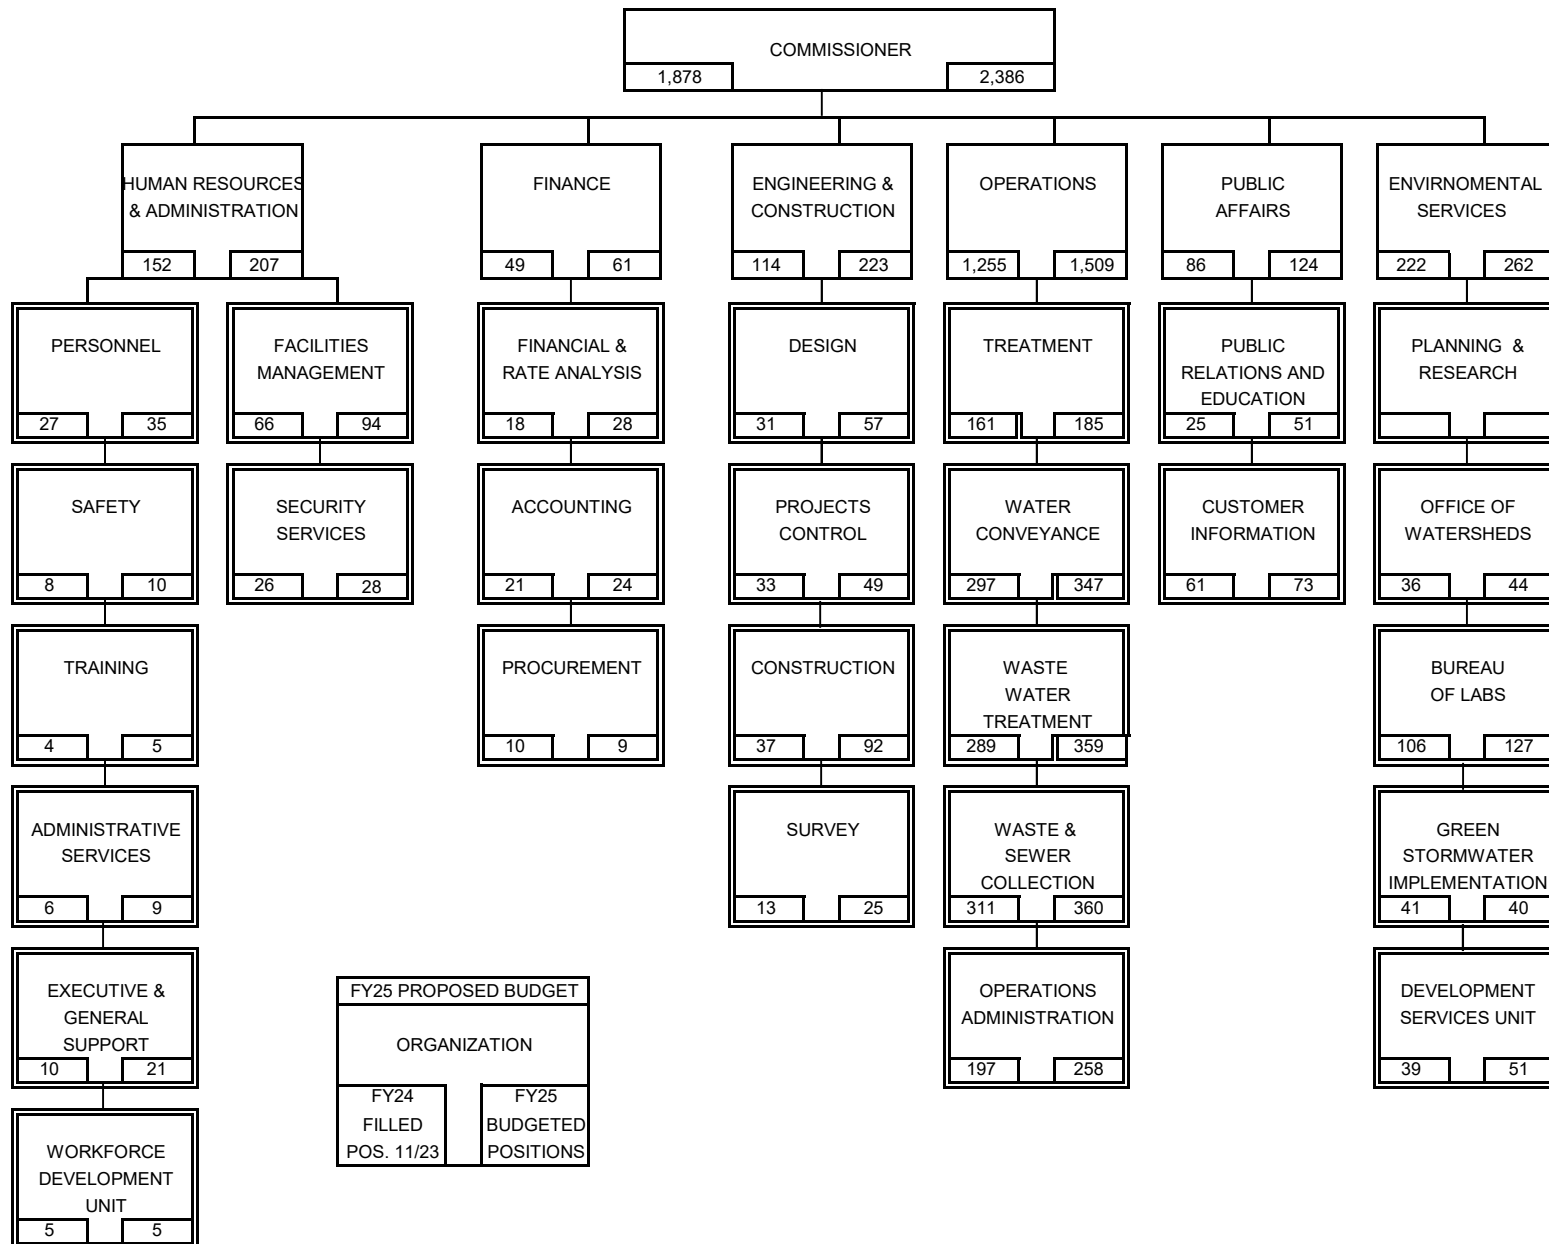 COMMISSIONER
1,878 2,386
HUMAN RESOURCES
& ADMINISTRATION
152 207
FINANCE
49 61
ENGINEERING &
CONSTRUCTION
114 223
OPERATIONS
1,255 1,509
PUBLIC
AFFAIRS
86 124
ENVIRNOMENTAL
SERVICES
222 262
PERSONNEL
27 35
FACILITIES
MANAGEMENT
66 94
FINANCIAL &
RATE ANALYSIS
18 28
DESIGN
31 57
TREATMENT
161 185
PUBLIC
RELATIONS AND
EDUCATION
25 51
PLANNING &
RESEARCH
SAFETY
8 10
SECURITY
SERVICES
26 28
ACCOUNTING
21 24
PROJECTS
CONTROL
33 49
WATER
CONVEYANCE
297 347
CUSTOMER
INFORMATION
61 73
OFFICE OF
WATERSHEDS
36 44
TRAINING
4 5
PROCUREMENT
10 9
CONSTRUCTION
37 92
WASTE
WATER
TREATMENT
289 359
BUREAU
OF LABS
106 127
ADMINISTRATIVE
SERVICES
6 9
SURVEY
13 25
WASTE &
SEWER
COLLECTION
311 360
GREEN
STORMWATER
IMPLEMENTATION
41 40
EXECUTIVE &
GENERAL
SUPPORT
10 21
OPERATIONS
ADMINISTRATION
197 258
DEVELOPMENT
SERVICES UNIT
39 51
WORKFORCE
DEVELOPMENT
UNIT
5 5
FY25 PROPOSED BUDGET
ORGANIZATION
FY24 FY25
FILLED BUDGETED
POS. 11/23 POSITIONS